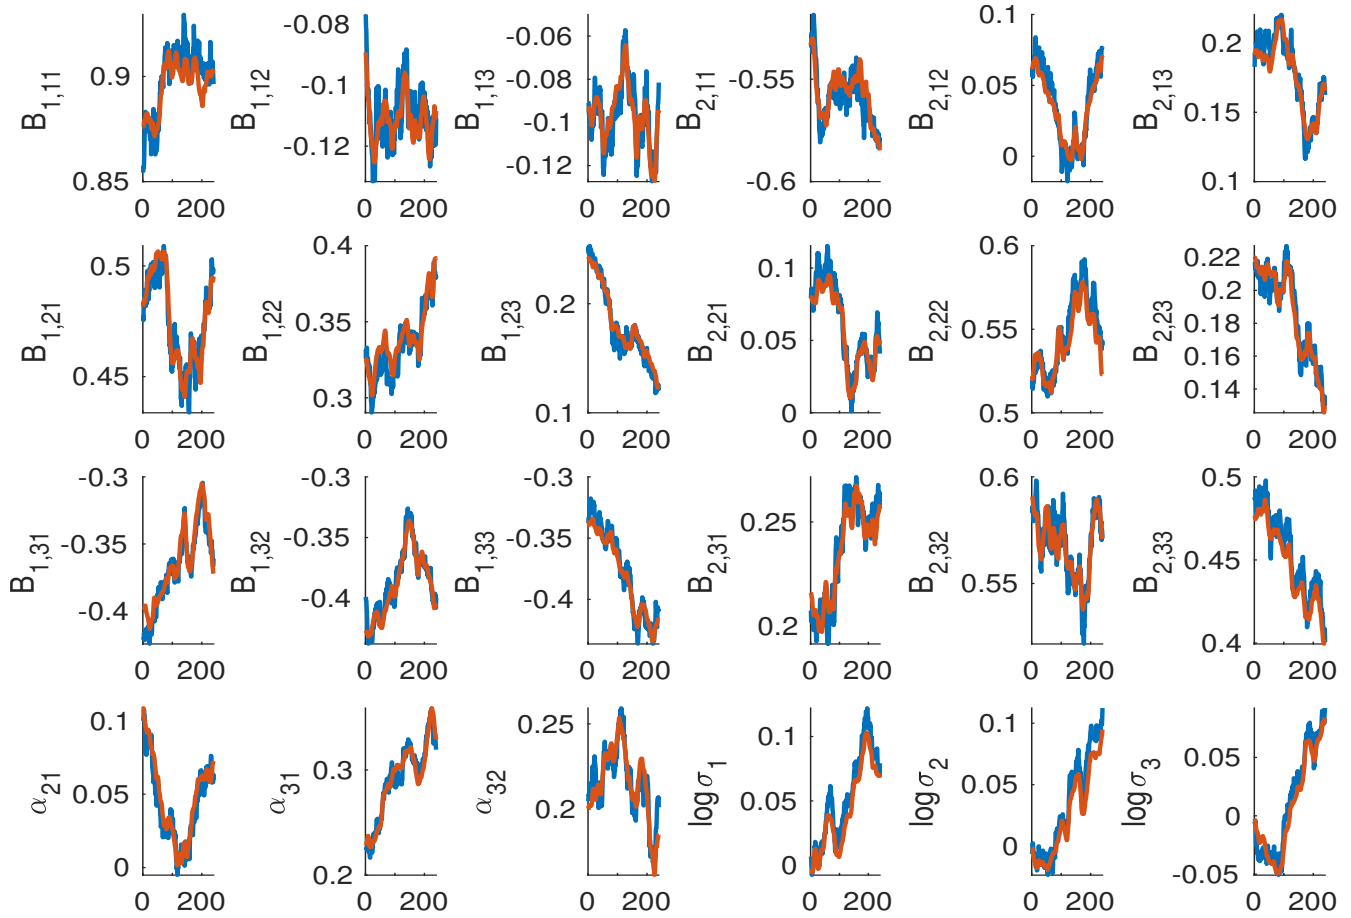 B1,11 0.9 0.85 0 200
B1,12 -0.08 -0.1 -0.12 0 200
B1,13 -0.06 -0.08 -0.1 -0.12 0 200
B2,11 -0.55 -0.6 0 200
B2,12 0.1 0.05 0 0 200
B2,13 0.2 0.15 0.1 0 200
B1,21 0.5 0.45 0 200
B1,22 0.4 0.35 0.3 0 200
B1,23 0.2 0.1 0 200
B2,21 0.1 0.05 0 0 200
B2,22 0.6 0.55 0.5 0 200
B2,23 0.22 0.2 0.18 0.16 0.14 0 200
B1,31 -0.3 -0.35 -0.4 0 200
B1,32 -0.3 -0.35 -0.4 0 200
B1,33 -0.3 -0.35 -0.4 0 200
B2,31 0.25 0.2 0 200
B2,32 0.6 0.55 0 200
B2,33 0.5 0.45 0.4 0 200
α21 0.1 0.05 0 0 200
α31 0.3 0.2 0 200
α32 0.25 0.2 0 200
logσ1 0.1 0.05 0 0 200
logσ2 0.1 0.05 0 0 200
logσ3 0.05 0 -0.05 0 200